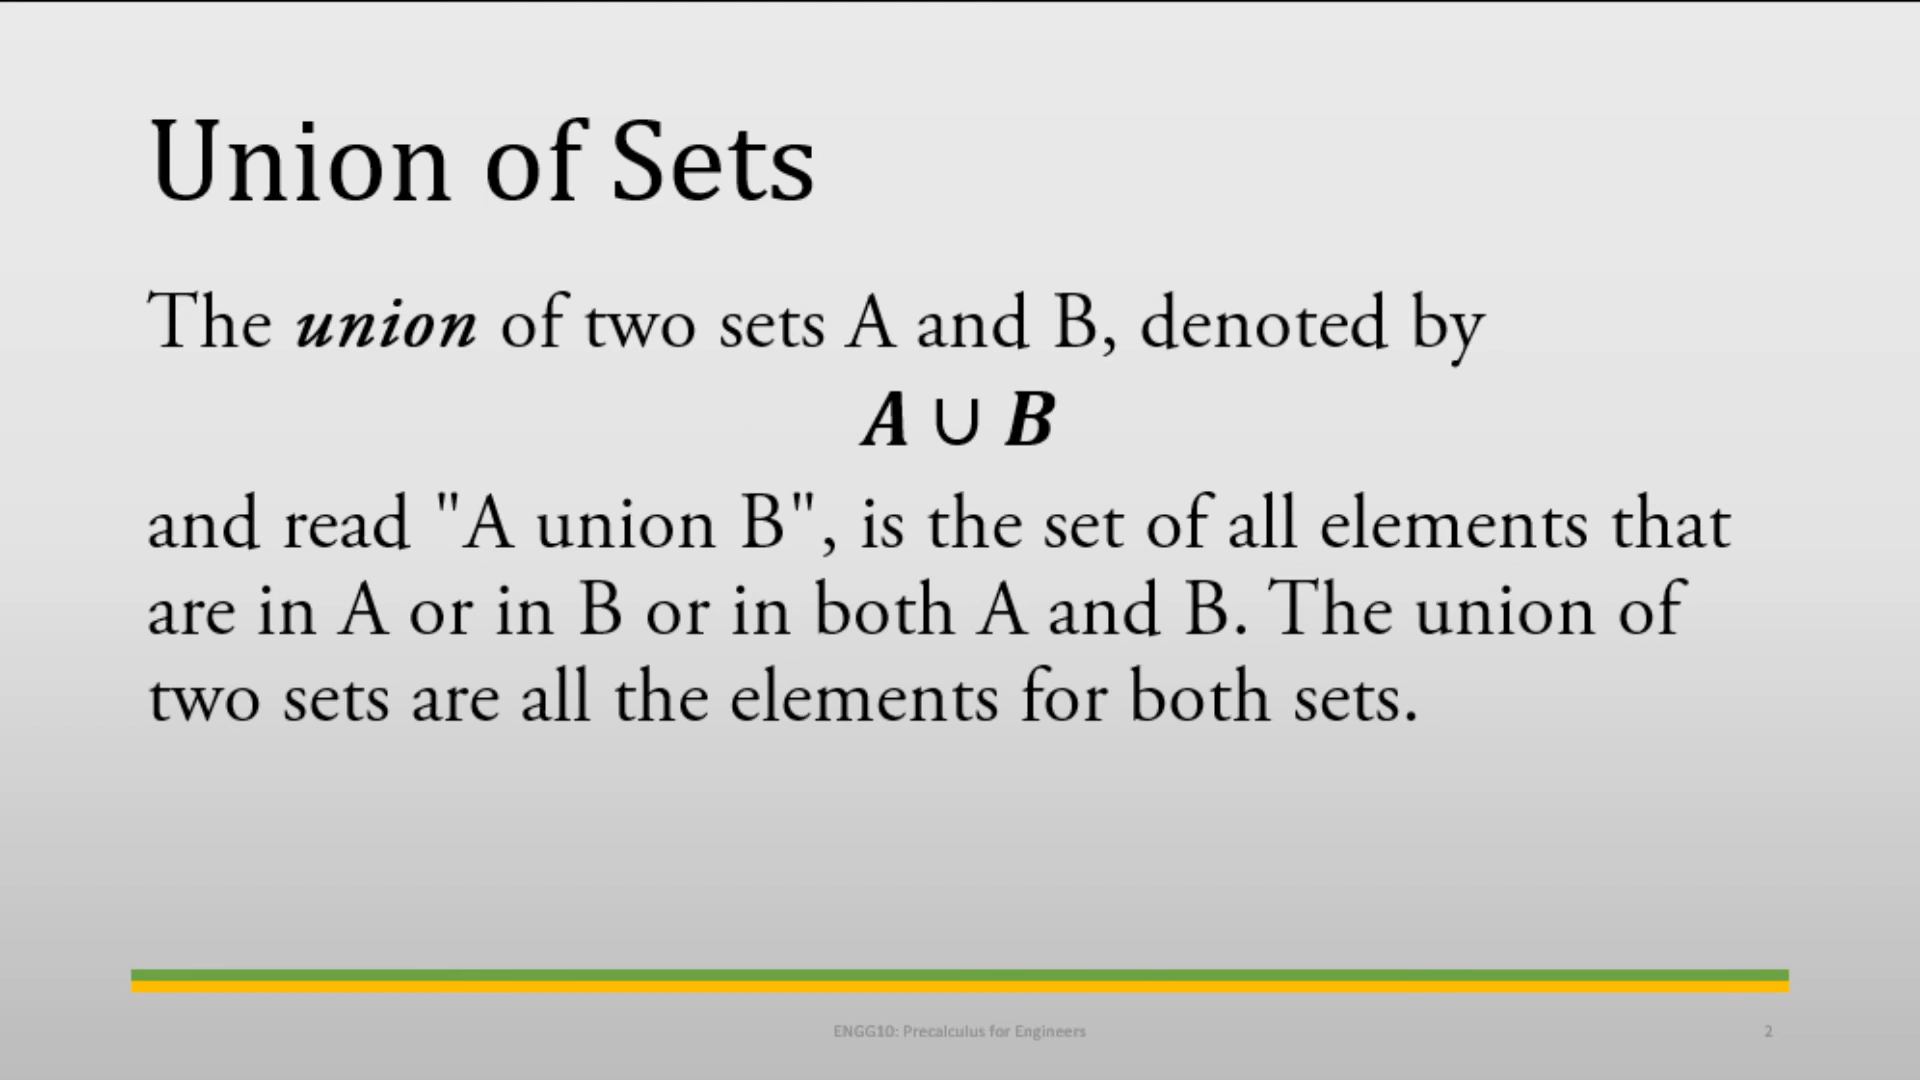 Union of Sets
The union of two sets A and B, denoted by
A ∪ B
and read "A union B", is the set of all elements that
are in A or in B or in both A and B. The union of
two sets are all the elements for both sets.
ENGG10: Precalculus for Engineers
2